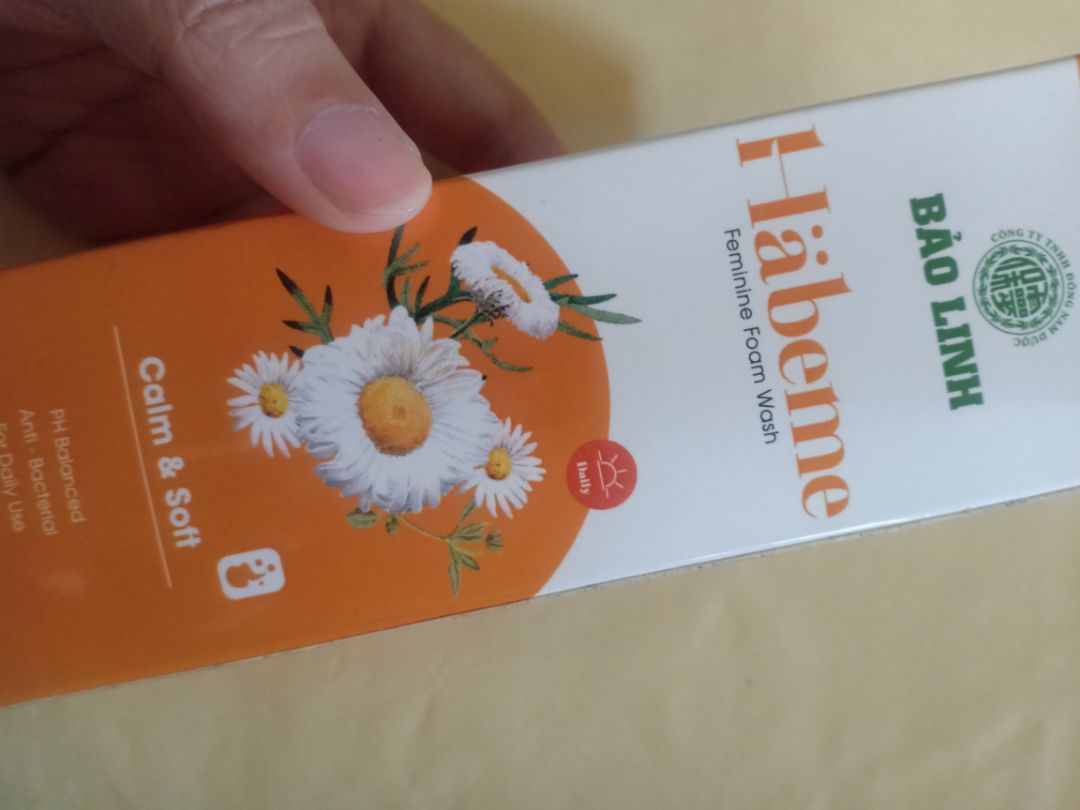 CÔNG TY TNHH ĐÔNG NAM DƯỢC
BẢO LINH
Häbeme
Feminine Foam Wash
Daily
Calm & Soft
PH Balanced
Anti - Bacterial
For Daily Use